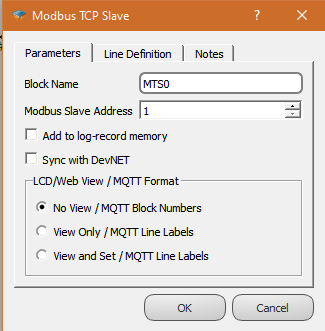 Modbus TCP Slave
?
Parameters
Line Definition
Notes
Block Name
MTS0
Modbus Slave Address
1
Add to log-record memory
Sync with DevNET
LCD/Web View / MQTT Format
No View / MQTT Block Numbers
View Only / MQTT Line Labels
View and Set / MQTT Line Labels
OK
Cancel